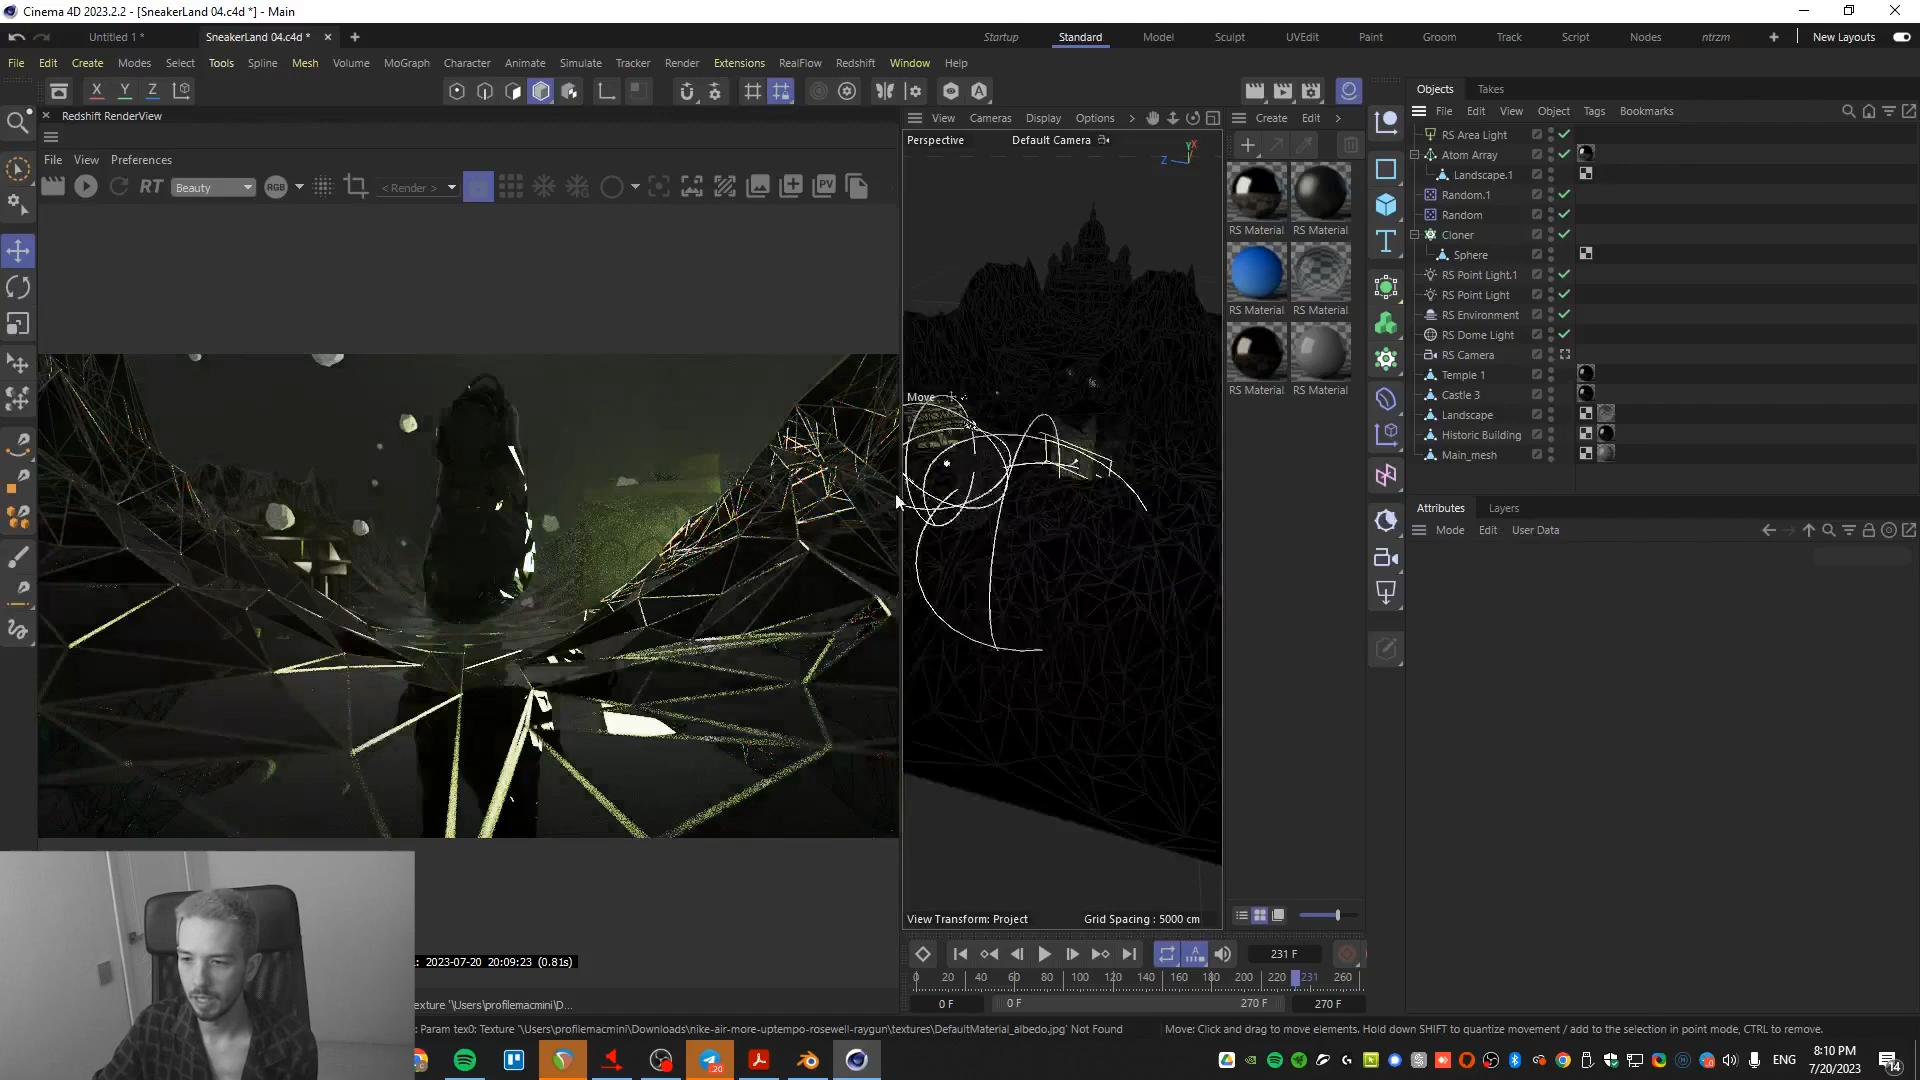 Cinema 4D 2023.2.2 - [SneakerLand 04.c4d *] - Main
Untitled 1 *
SneakerLand 04.c4d *
Startup
Standard
Model
Sculpt
UVEdit
Paint
Groom
Track
Script
Nodes
ntrzm
New Layouts
File Edit Create Modes Select Tools Spline Mesh Volume MoGraph Character Animate Simulate Tracker Render Extensions RealFlow Redshift Window Help
X Y Z
Redshift RenderView
File View Preferences
RT
Beauty
RGB
< Render >
PV
View Cameras Display Options
Perspective
Default Camera
Y X
Z
Move
View Transform: Project
Grid Spacing : 5000 cm
Create Edit
RS Material RS Material
RS Material RS Material
RS Material RS Material
Objects Takes
File Edit View Object Tags Bookmarks
RS Area Light
Atom Array
Landscape.1
Random.1
Random
Cloner
Sphere
RS Point Light.1
RS Point Light
RS Environment
RS Dome Light
RS Camera
Temple 1
Castle 3
Landscape
Historic Building
Main_mesh
Attributes Layers
Mode Edit User Data
231 F
0 20 40 60 80 100 120 140 160 180 200 220 231 260
0 F
0 F
270 F
270 F
: 2023-07-20 20:09:23 (0.81s)
exture '\Users\profilemacmini\D...
: Param tex0: Texture '\Users\profilemacmini\Downloads\nike-air-more-uptempo-rosewell-raygun\textures\DefaultMaterial_albedo.jpg' Not Found
Move: Click and drag to move elements. Hold down SHIFT to quantize movement / add to the selection in point mode, CTRL to remove.
ENG
8:10 PM
7/20/2023
14